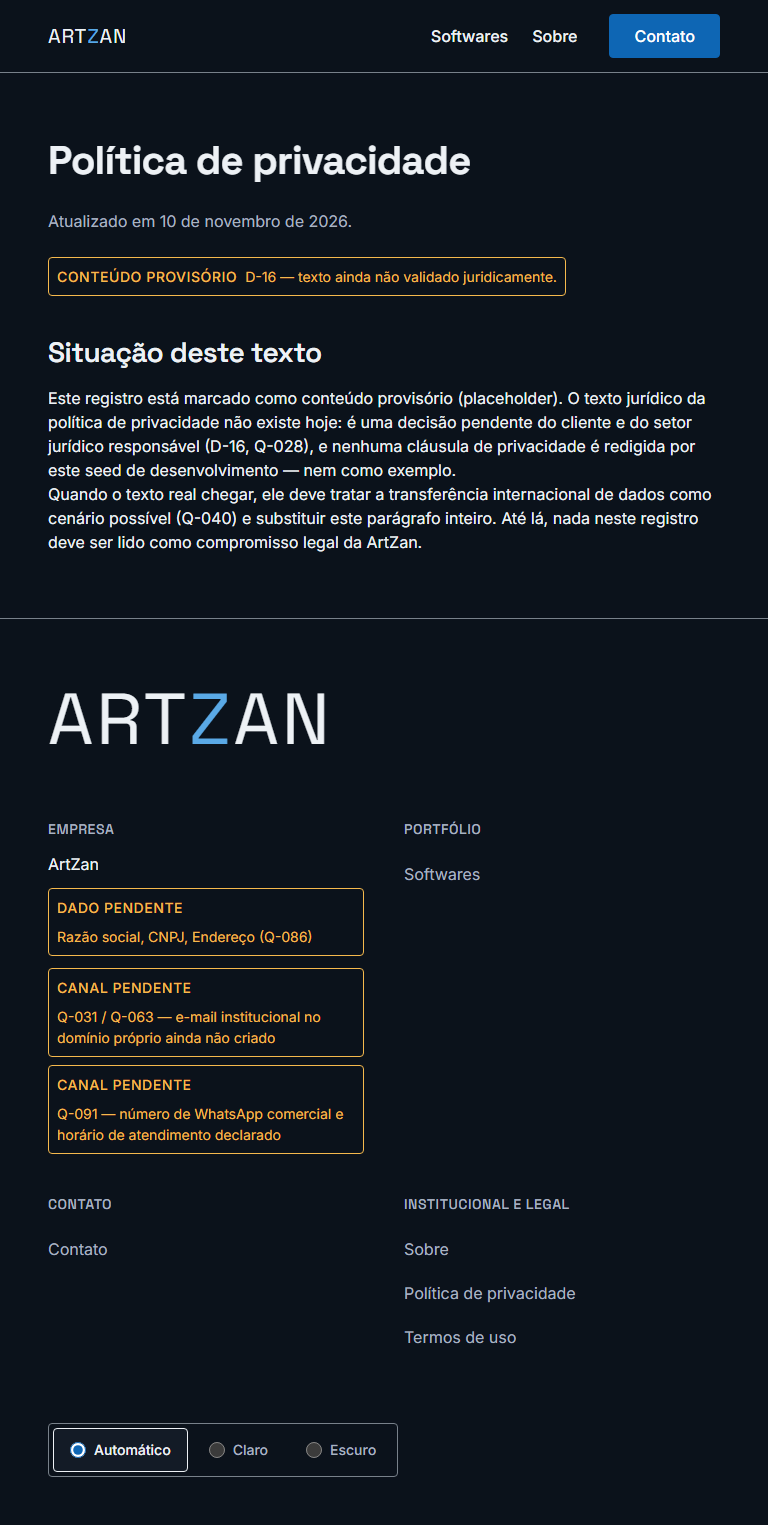 ARTZAN
Softwares
Sobre
Contato
Política de privacidade
Atualizado em 10 de novembro de 2026.
CONTEÚDO PROVISÓRIO D-16 — texto ainda não validado juridicamente.
Situação deste texto
Este registro está marcado como conteúdo provisório (placeholder). O texto jurídico da
política de privacidade não existe hoje: é uma decisão pendente do cliente e do setor
jurídico responsável (D-16, Q-028), e nenhuma cláusula de privacidade é redigida por
este seed de desenvolvimento — nem como exemplo.
Quando o texto real chegar, ele deve tratar a transferência internacional de dados como
cenário possível (Q-040) e substituir este parágrafo inteiro. Até lá, nada neste registro
deve ser lido como compromisso legal da ArtZan.
ARTZAN
EMPRESA
ArtZan
DADO PENDENTE
Razão social, CNPJ, Endereço (Q-086)
CANAL PENDENTE
Q-031 / Q-063 — e-mail institucional no
domínio próprio ainda não criado
CANAL PENDENTE
Q-091 — número de WhatsApp comercial e
horário de atendimento declarado
PORTFÓLIO
Softwares
CONTATO
Contato
INSTITUCIONAL E LEGAL
Sobre
Política de privacidade
Termos de uso
Automático
Claro
Escuro